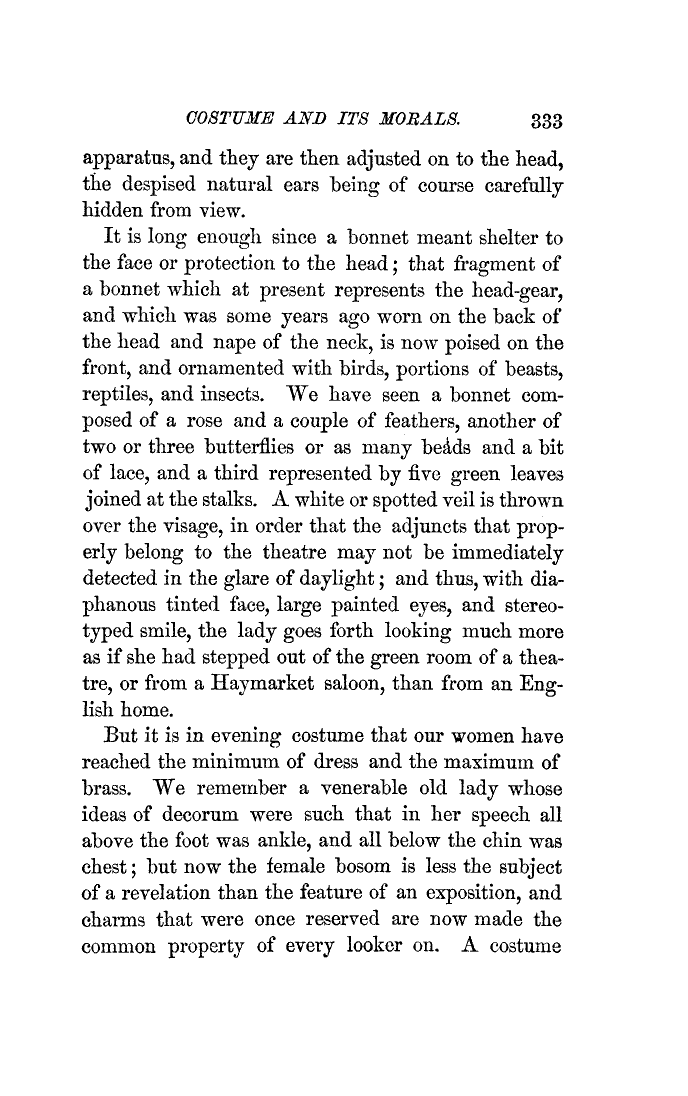 COSTUME AND ITS MORALS. 333
apparatus, and they are then adjusted on to the head,
the despised natural ears being of course carefully
hidden from view.
It is long enough since a bonnet meant shelter to
the face or protection to the head; that fragment of
a bonnet which at present represents the head-gear,
and which was some years ago worn on the back of
the head and nape of the neck, is now poised on the
front, and ornamented with birds, portions of beasts,
reptiles, and insects. We have seen a bonnet com-
posed of a rose and a couple of feathers, another of
two or three butterflies or as many beads and a bit
of lace, and a third represented by five green leaves
joined at the stalks. A white or spotted veil is thrown
over the visage, in order that the adjuncts that prop-
erly belong to the theatre may not be immediately
detected in the glare of daylight; and thus, with dia-
phanous tinted face, large painted eyes, and stereo-
typed smile, the lady goes forth looking much more
as if she had stepped out of the green room of a thea-
tre, or from a Haymarket saloon, than from an Eng-
lish home.
But it is in evening costume that our women have
reached the minimum of dress and the maximum of
brass. We remember a venerable old lady whose
ideas of decorum were such that in her speech all
above the foot was ankle, and all below the chin was
chest; but now the female bosom is less the subject
of a revelation than the feature of an exposition, and
charms that were once reserved are now made the
common property of every looker on. A costume